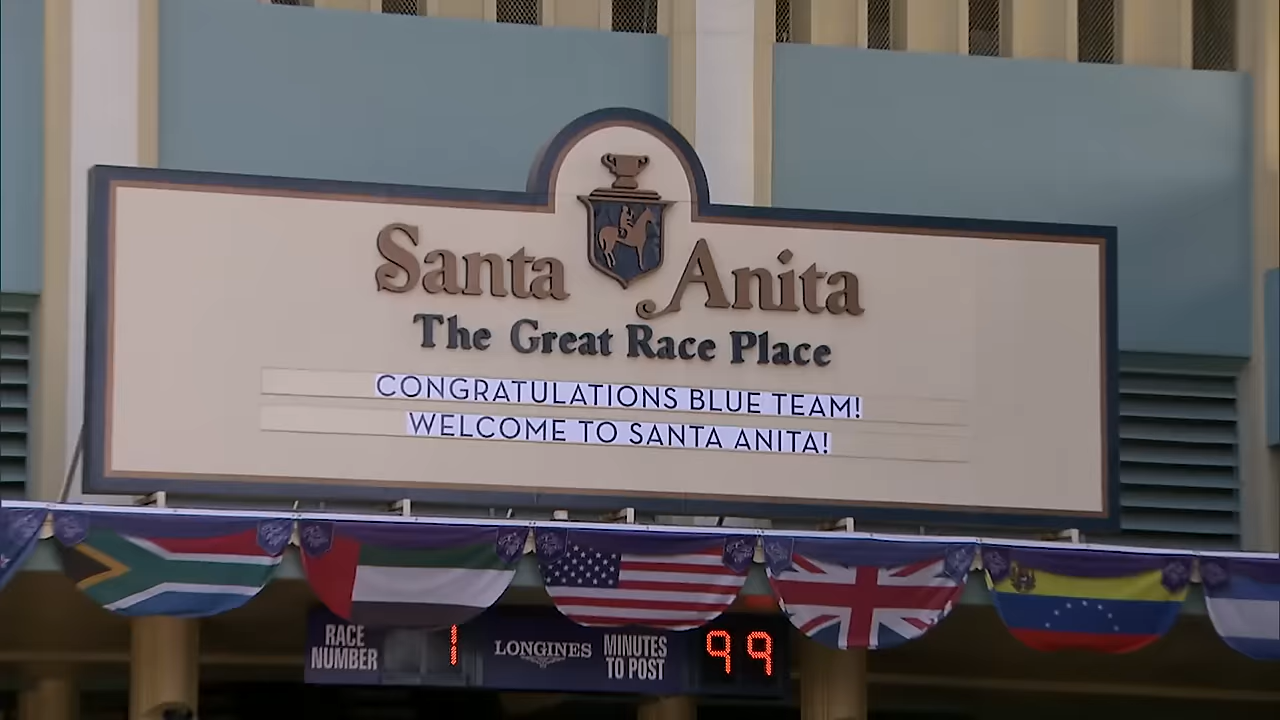 Santa Anita
The Great Race Place
CONGRATULATIONS BLUE TEAM!
WELCOME TO SANTA ANITA!
RACE NUMBER 1
LONGINES
MINUTES TO POST 99